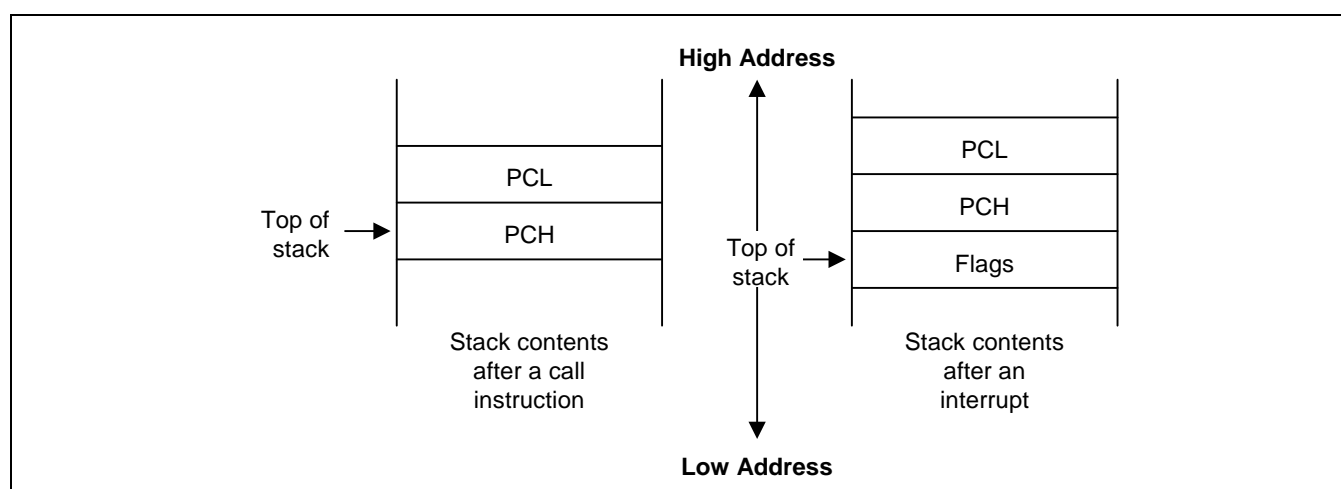 High Address
PCL
PCH
Top of
stack
Stack contents
after a call
instruction
Top of
stack
PCL
PCH
Flags
Stack contents
after an
interrupt
Low Address